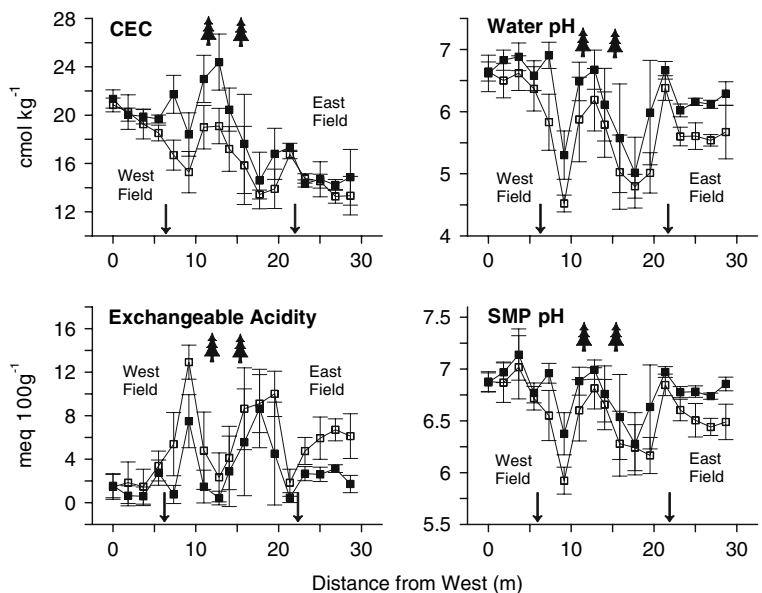 CEC
28
24
20
16
12
cmol kg-1
West
Field
East
Field
0
10
20
30
Water pH
7
6
5
4
West
Field
East
Field
0
10
20
30
Exchangeable Acidity
16
12
8
4
0
meq 100g-1
West
Field
East
Field
0
10
20
30
SMP pH
7.5
7
6.5
6
5.5
West
Field
East
Field
0
10
20
30
Distance from West (m)